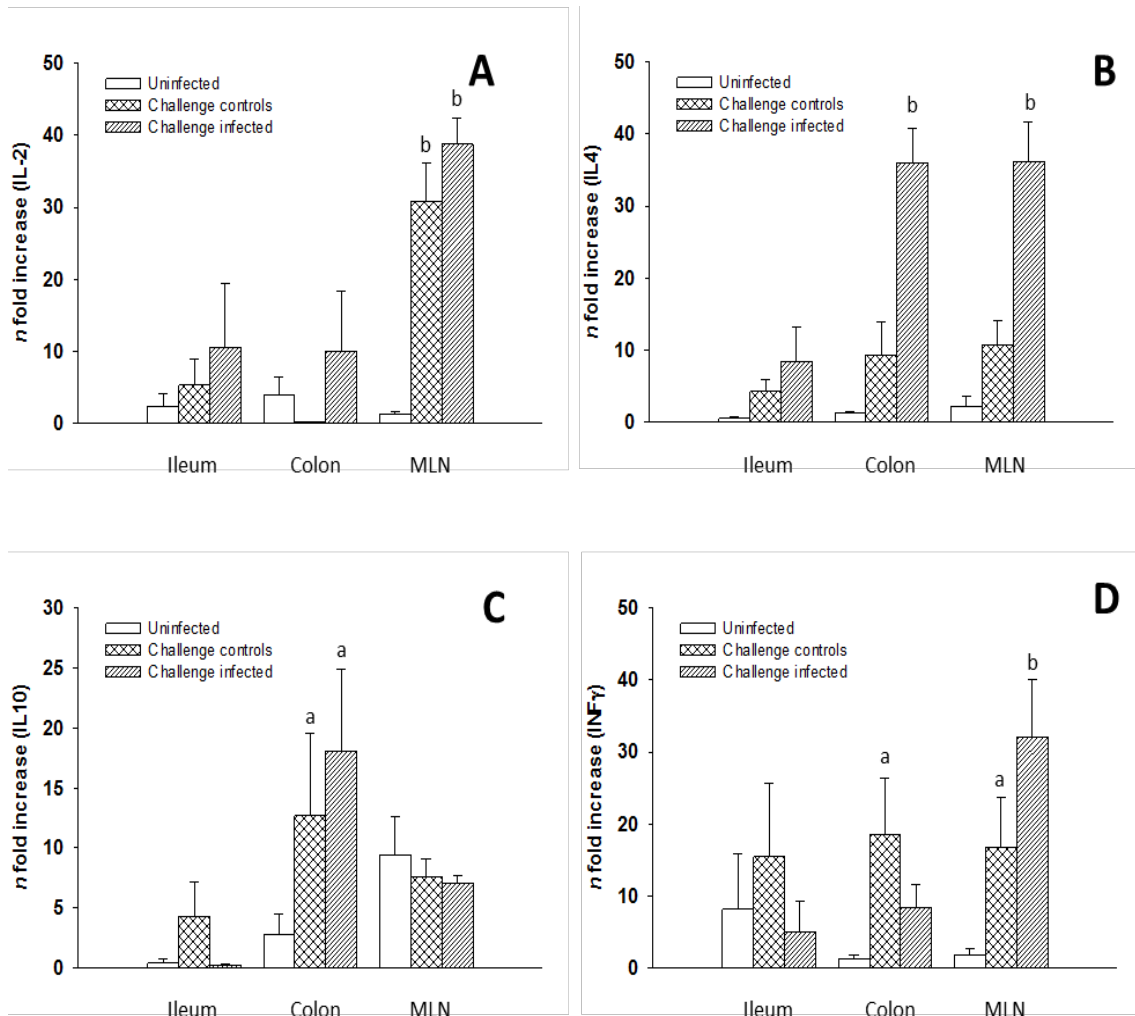 A
n fold increase (IL-2)
50
40
30
20
10
0
Uninfected
Challenge controls
Challenge infected
b
b
Ileum Colon MLN
B
n fold increase (IL4)
50
40
30
20
10
0
Uninfected
Challenge controls
Challenge infected
b
b
Ileum Colon MLN
C
n fold increase (IL10)
30
25
20
15
10
5
0
Uninfected
Challenge controls
Challenge infected
a
a
Ileum Colon MLN
D
n fold increase (INFγ)
50
40
30
20
10
0
Uninfected
Challenge controls
Challenge infected
a
a
b
Ileum Colon MLN